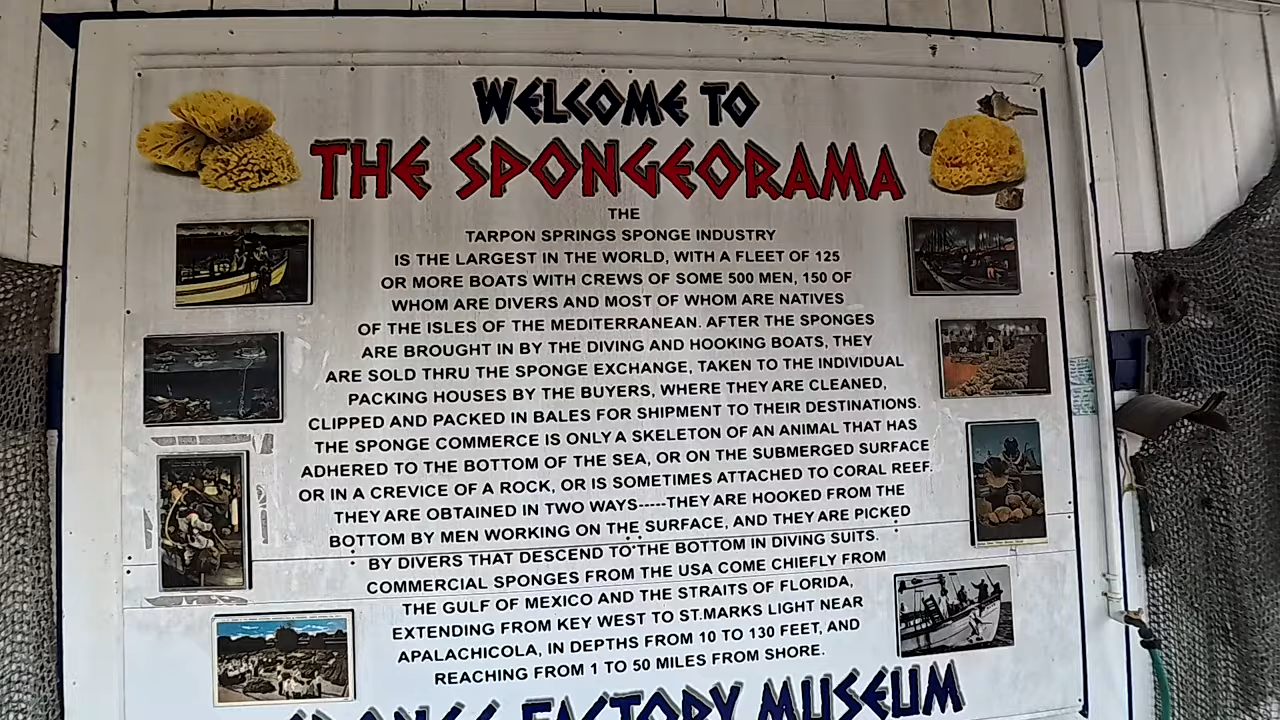 WELCOME TO
THE SPONGEORAMA
THE
TARPON SPRINGS SPONGE INDUSTRY
IS THE LARGEST IN THE WORLD, WITH A FLEET OF 125
OR MORE BOATS WITH CREWS OF SOME 500 MEN, 150 OF
WHOM ARE DIVERS AND MOST OF WHOM ARE NATIVES
OF THE ISLES OF THE MEDITERRANEAN. AFTER THE SPONGES
ARE BROUGHT IN BY THE DIVING AND HOOKING BOATS, THEY
ARE SOLD THRU THE SPONGE EXCHANGE, TAKEN TO THE INDIVIDUAL
PACKING HOUSES BY THE BUYERS, WHERE THEY ARE CLEANED,
CLIPPED AND PACKED IN BALES FOR SHIPMENT TO THEIR DESTINATIONS.
THE SPONGE COMMERCE IS ONLY A SKELETON OF AN ANIMAL THAT HAS
ADHERED TO THE BOTTOM OF THE SEA, OR ON THE SUBMERGED SURFACE
OR IN A CREVICE OF A ROCK, OR IS SOMETIMES ATTACHED TO CORAL REEF.
THEY ARE OBTAINED IN TWO WAYS-----THEY ARE HOOKED FROM THE
BOTTOM BY MEN WORKING ON THE SURFACE, AND THEY ARE PICKED
BY DIVERS THAT DESCEND TO THE BOTTOM IN DIVING SUITS.
COMMERCIAL SPONGES FROM THE USA COME CHIEFLY FROM
THE GULF OF MEXICO AND THE STRAITS OF FLORIDA,
EXTENDING FROM KEY WEST TO ST.MARKS LIGHT NEAR
APALACHICOLA, IN DEPTHS FROM 10 TO 130 FEET, AND
REACHING FROM 1 TO 50 MILES FROM SHORE.
SPONGE FACTORY MUSEUM